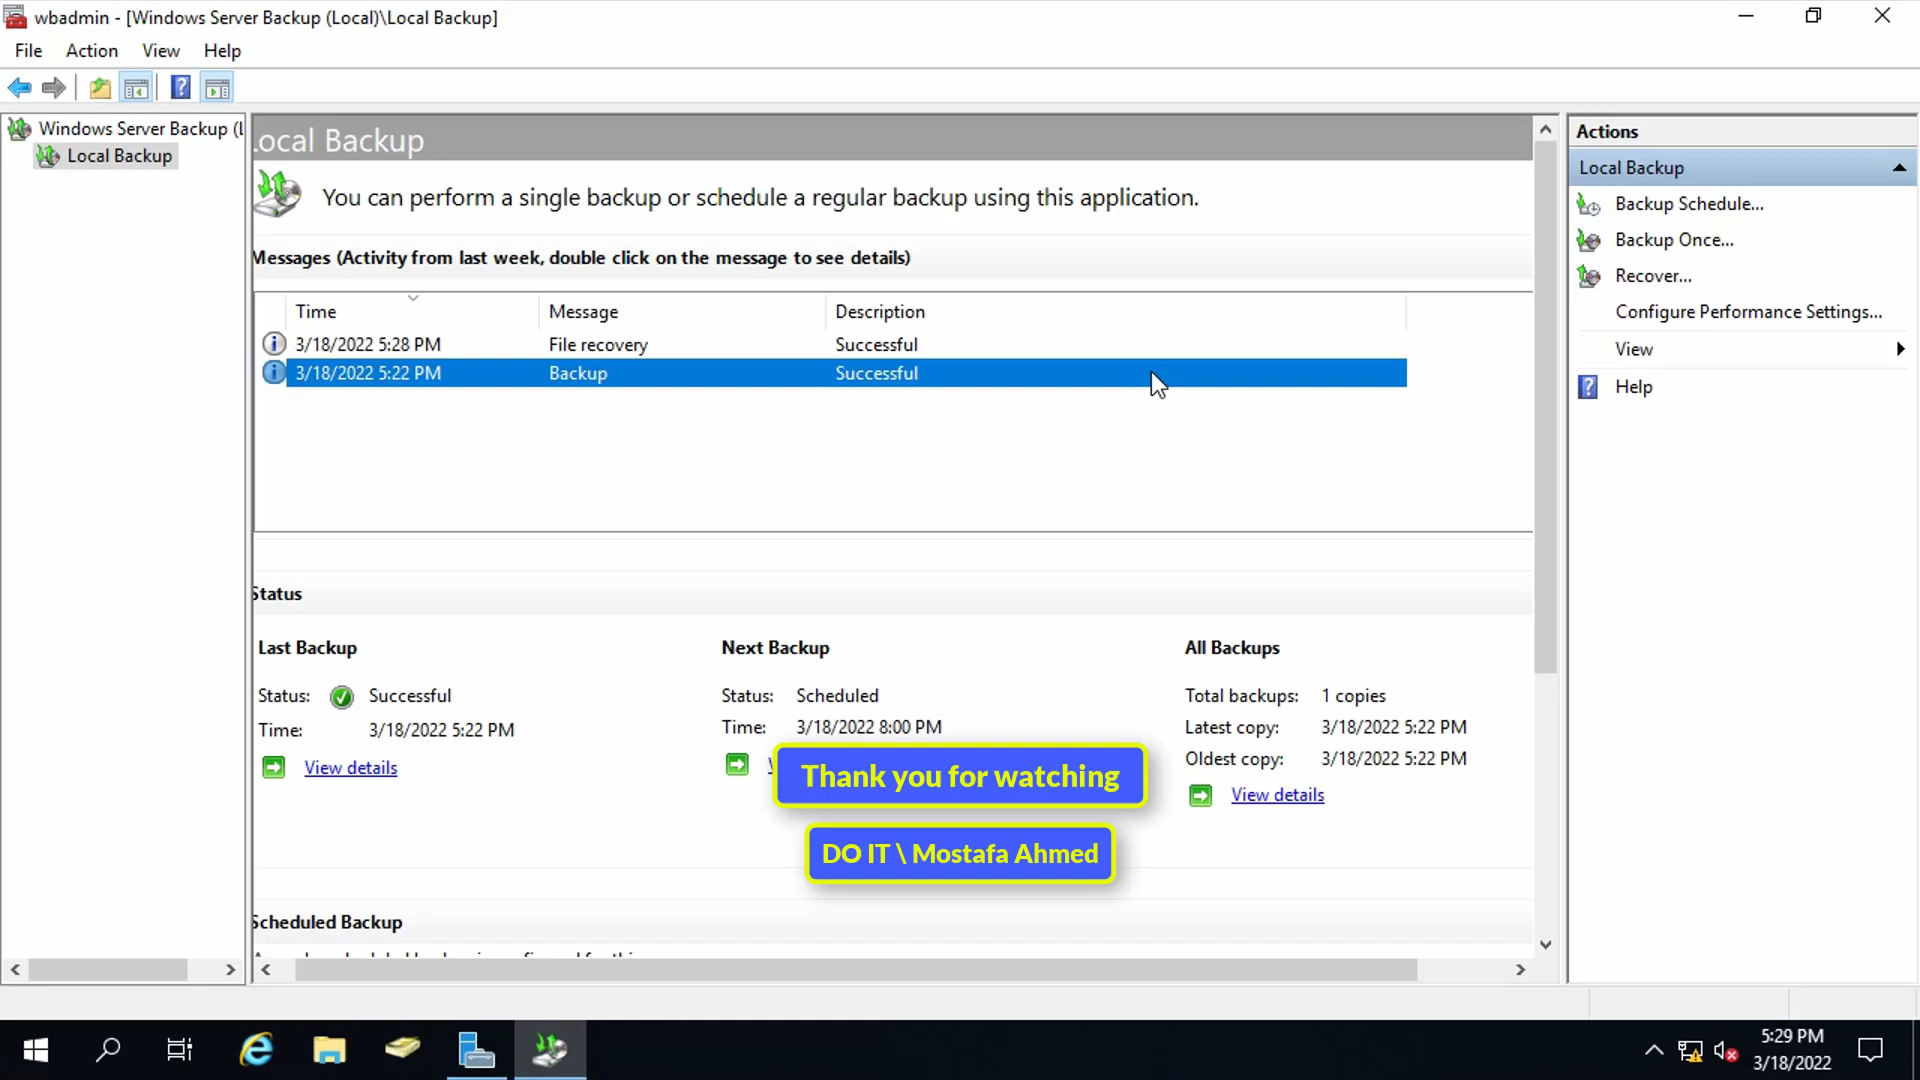 wbadmin - [Windows Server Backup (Local)\Local Backup]
File Action View Help
Windows Server Backup (L
Local Backup
ocal Backup
You can perform a single backup or schedule a regular backup using this application.
Messages (Activity from last week, double click on the message to see details)
Time Message Description
3/18/2022 5:28 PM File recovery Successful
3/18/2022 5:22 PM Backup Successful
Status
Last Backup
Status: Successful
Time: 3/18/2022 5:22 PM
View details
Next Backup
Status: Scheduled
Time: 3/18/2022 8:00 PM
All Backups
Total backups: 1 copies
Latest copy: 3/18/2022 5:22 PM
Oldest copy: 3/18/2022 5:22 PM
View details
Thank you for watching
DO IT \ Mostafa Ahmed
Scheduled Backup
Actions
Local Backup
Backup Schedule...
Backup Once...
Recover...
Configure Performance Settings...
View
Help
5:29 PM
3/18/2022